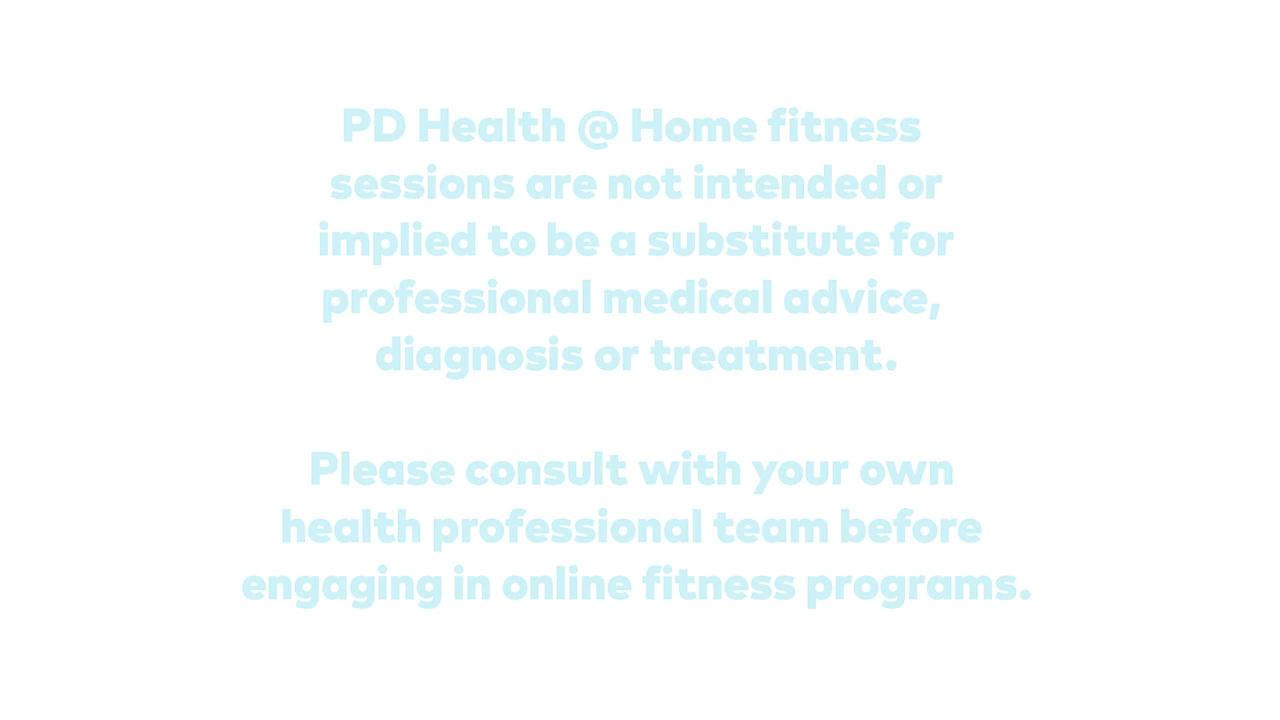 PD Health @ Home fitness
sessions are not intended or
implied to be a substitute for
professional medical advice,
diagnosis or treatment.
Please consult with your own
health professional team before
engaging in online fitness programs.